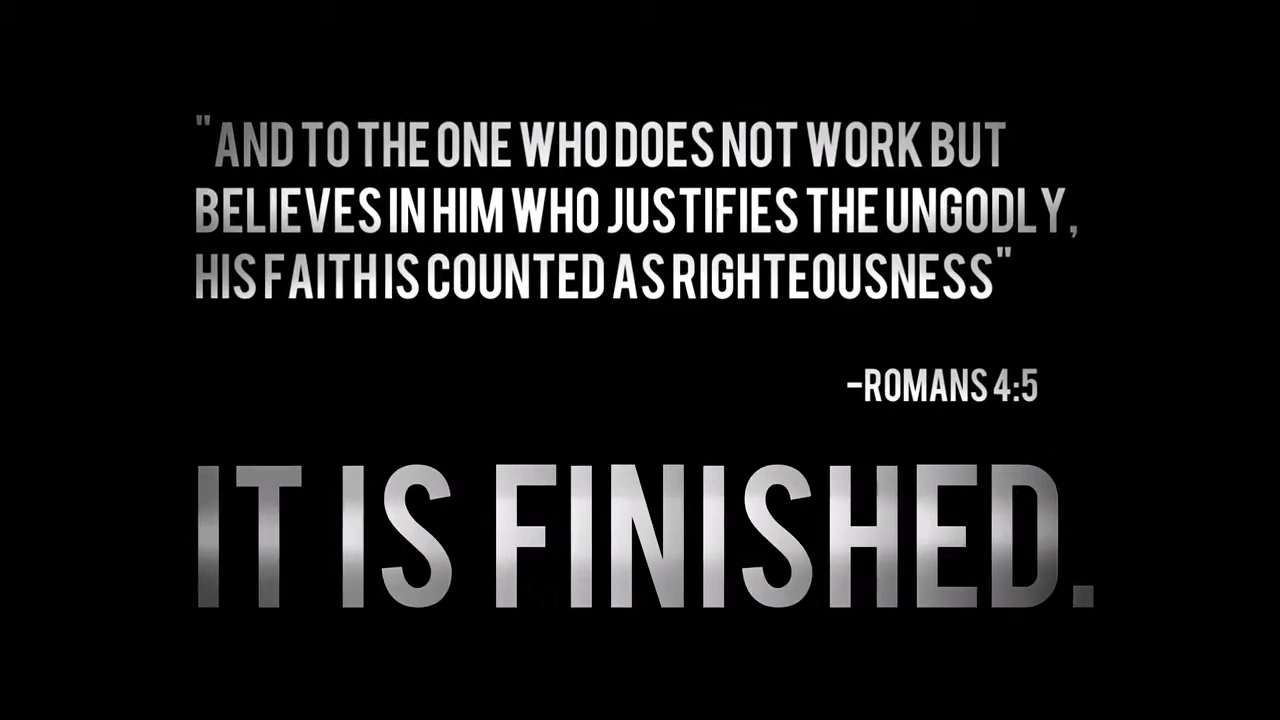 "AND TO THE ONE WHO DOES NOT WORK BUT
BELIEVES IN HIM WHO JUSTIFIES THE UNGODLY,
HIS FAITH IS COUNTED AS RIGHTEOUSNESS"
-ROMANS 4:5
IT IS FINISHED.